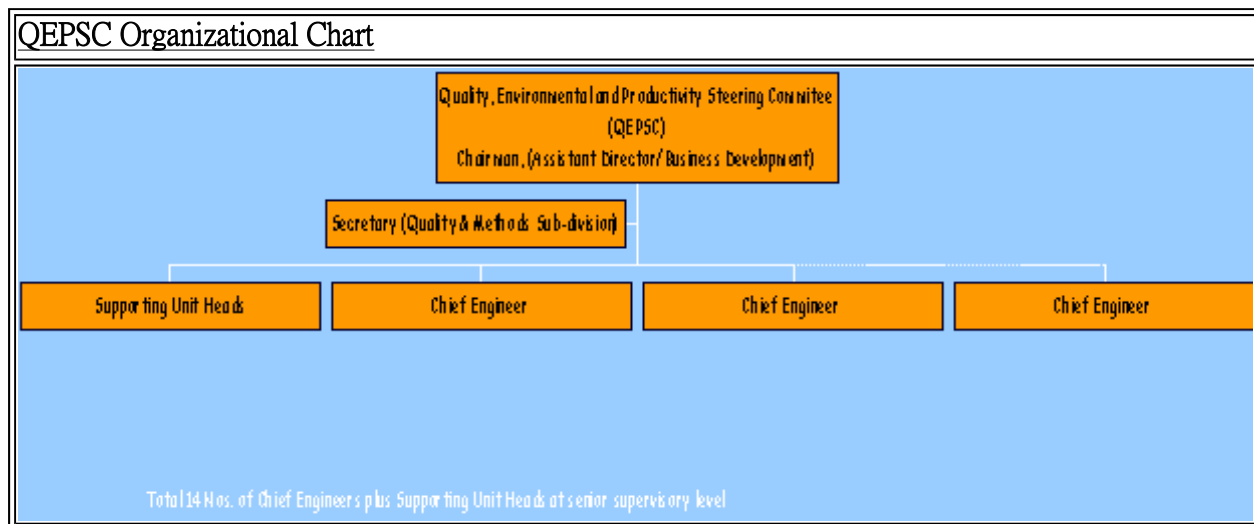 QEPSC Organizational Chart
Quality, Environmental and Productivity Steering Commitee
(QEPSC)
Chairman, (Assistant Director/ Business Development)
Secretary (Quality & Methods Sub-division)
Supporting Unit Heads
Chief Engineer
Chief Engineer
Chief Engineer
Total 14 Nos. of Chief Engineers plus Supporting Unit Heads at senior supervisory level